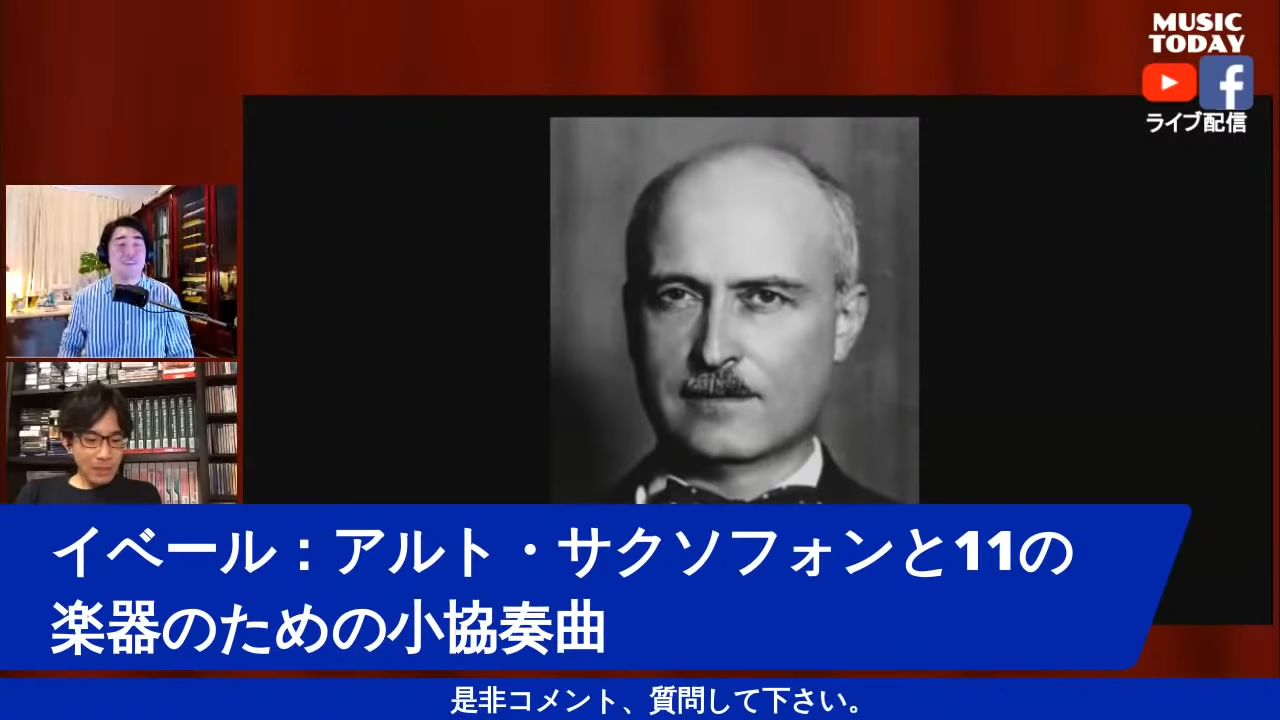 MUSIC
TODAY
ライブ配信
イベール：アルト・サクソフォンと11の
楽器のための小協奏曲
是非コメント、質問して下さい。